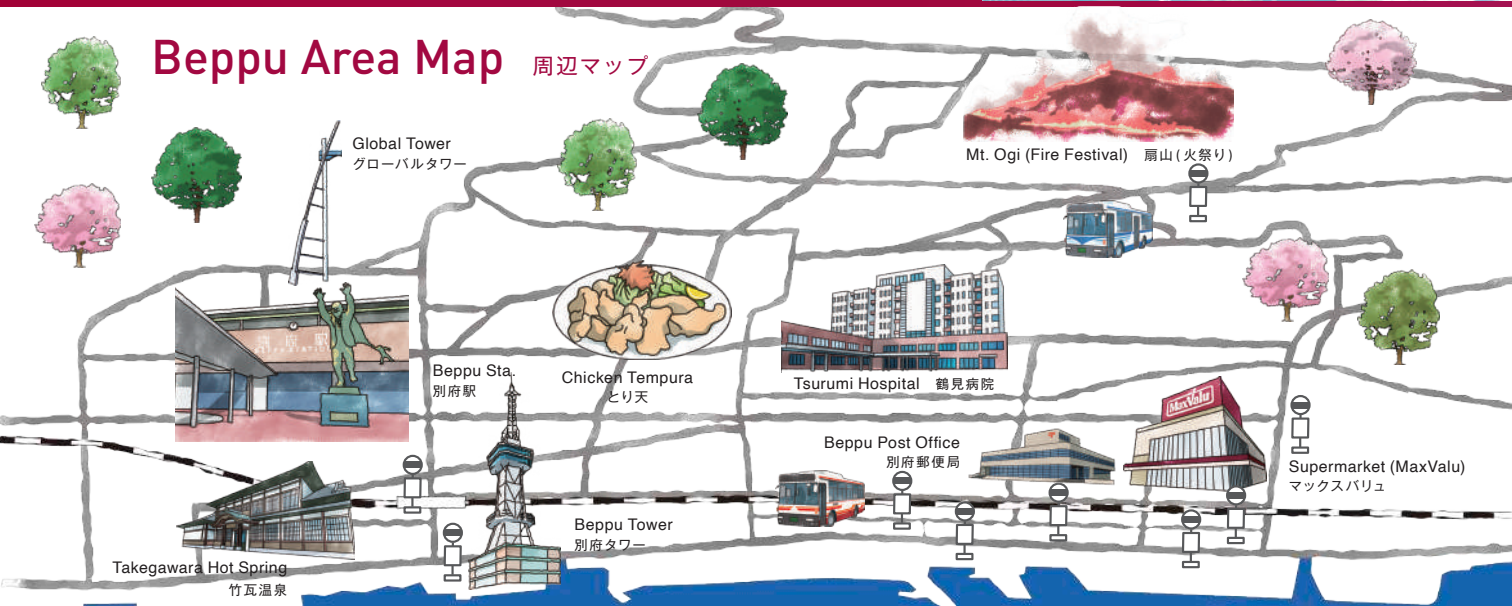 Beppu Area Map 周辺マップ
Global Tower
グローバルタワー
Mt. Ogi (Fire Festival) 扇山(火祭り)
Beppu Sta.
別府駅
Chicken Tempura
とり天
Tsurumi Hospital 鶴見病院
MaxValu
Beppu Post Office
別府郵便局
Supermarket (MaxValu)
マックスバリュ
Beppu Tower
別府タワー
Takegawara Hot Spring
竹瓦温泉